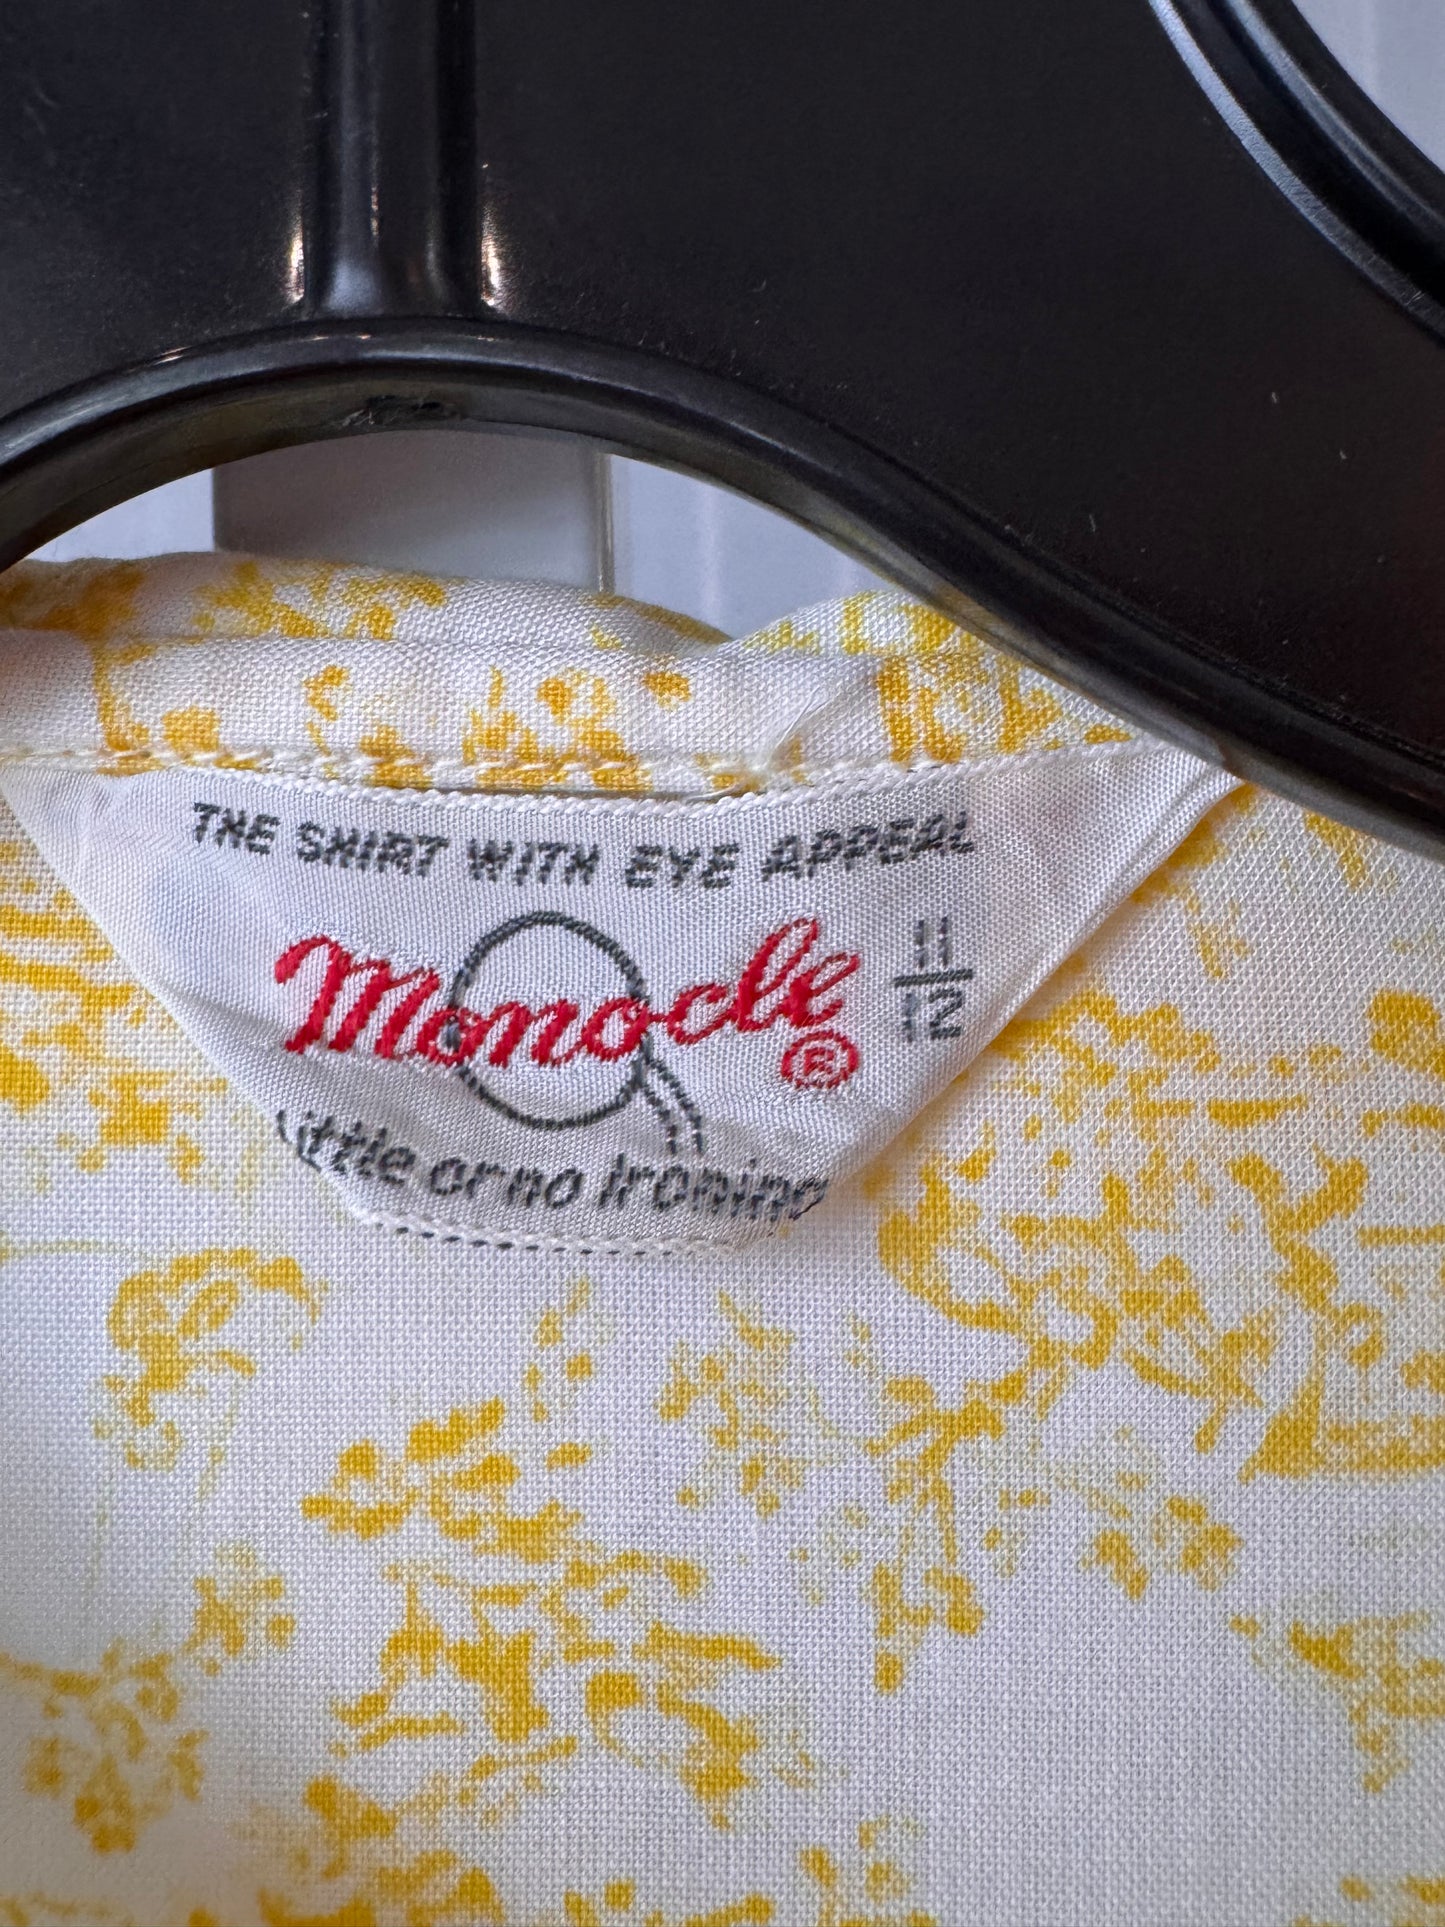 THE SHIRT WITH EYE APPEAL
Monocle ®
11
12
Little or no Ironing